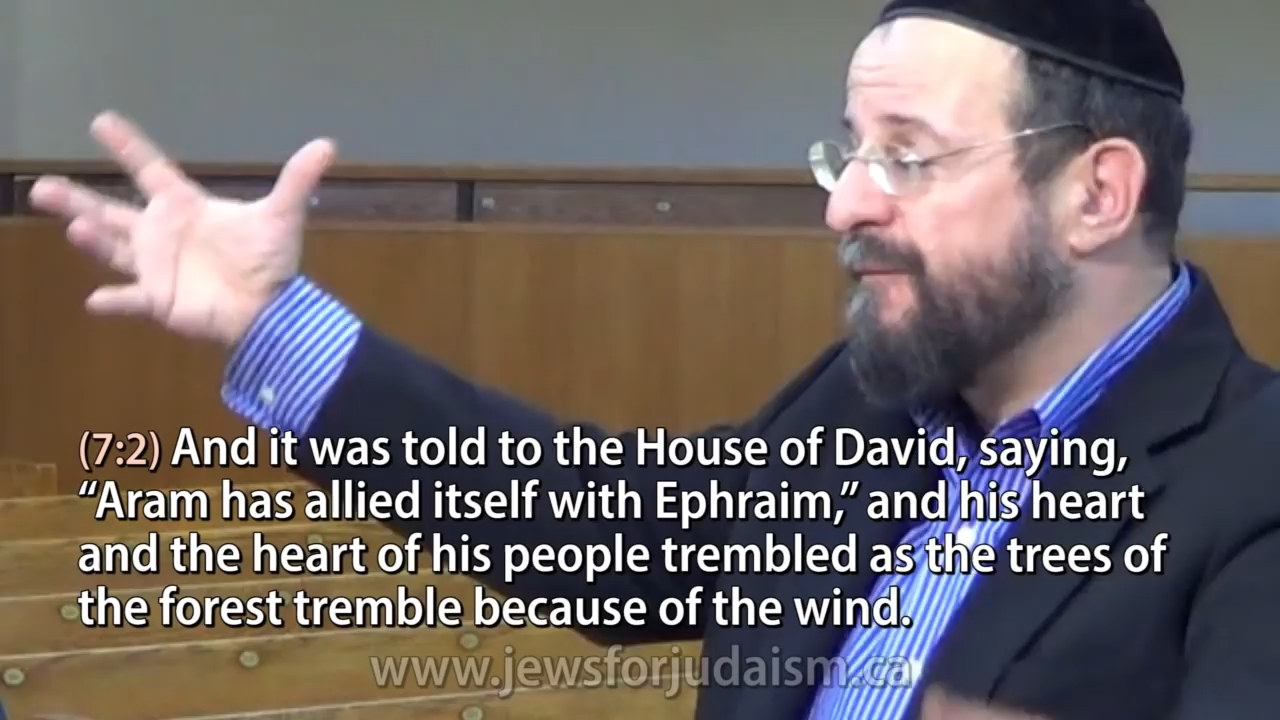 (7:2) And it was told to the House of David, saying,
“Aram has allied itself with Ephraim,” and his heart
and the heart of his people trembled as the trees of
the forest tremble because of the wind.
www.jewsforjudaism.ca